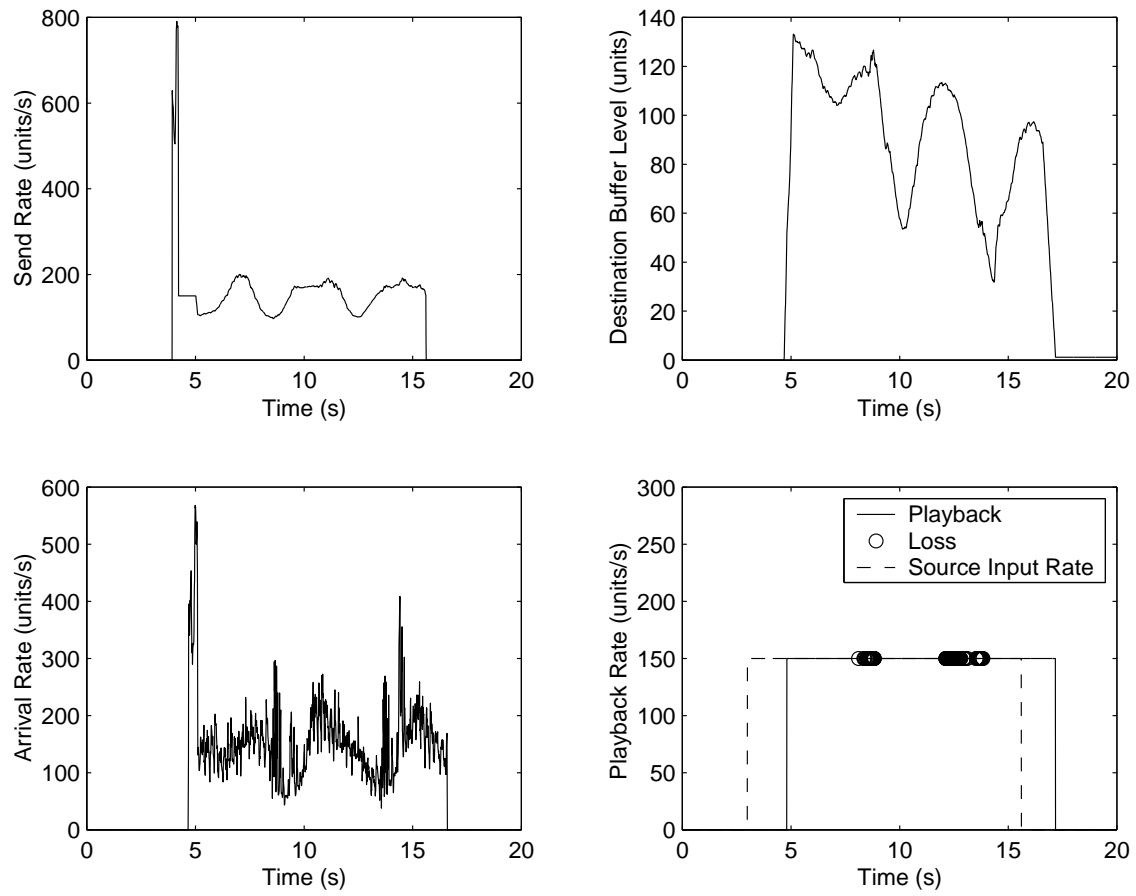 800
600
400
200
0
Send Rate (units/s)
0 5 10 15 20
Time (s)
140
120
100
80
60
40
20
0
Destination Buffer Level (units)
0 5 10 15 20
Time (s)
600
500
400
300
200
100
0
Arrival Rate (units/s)
0 5 10 15 20
Time (s)
300
250
200
150
100
50
0
Playback Rate (units/s)
Playback
Loss
Source Input Rate
0 5 10 15 20
Time (s)